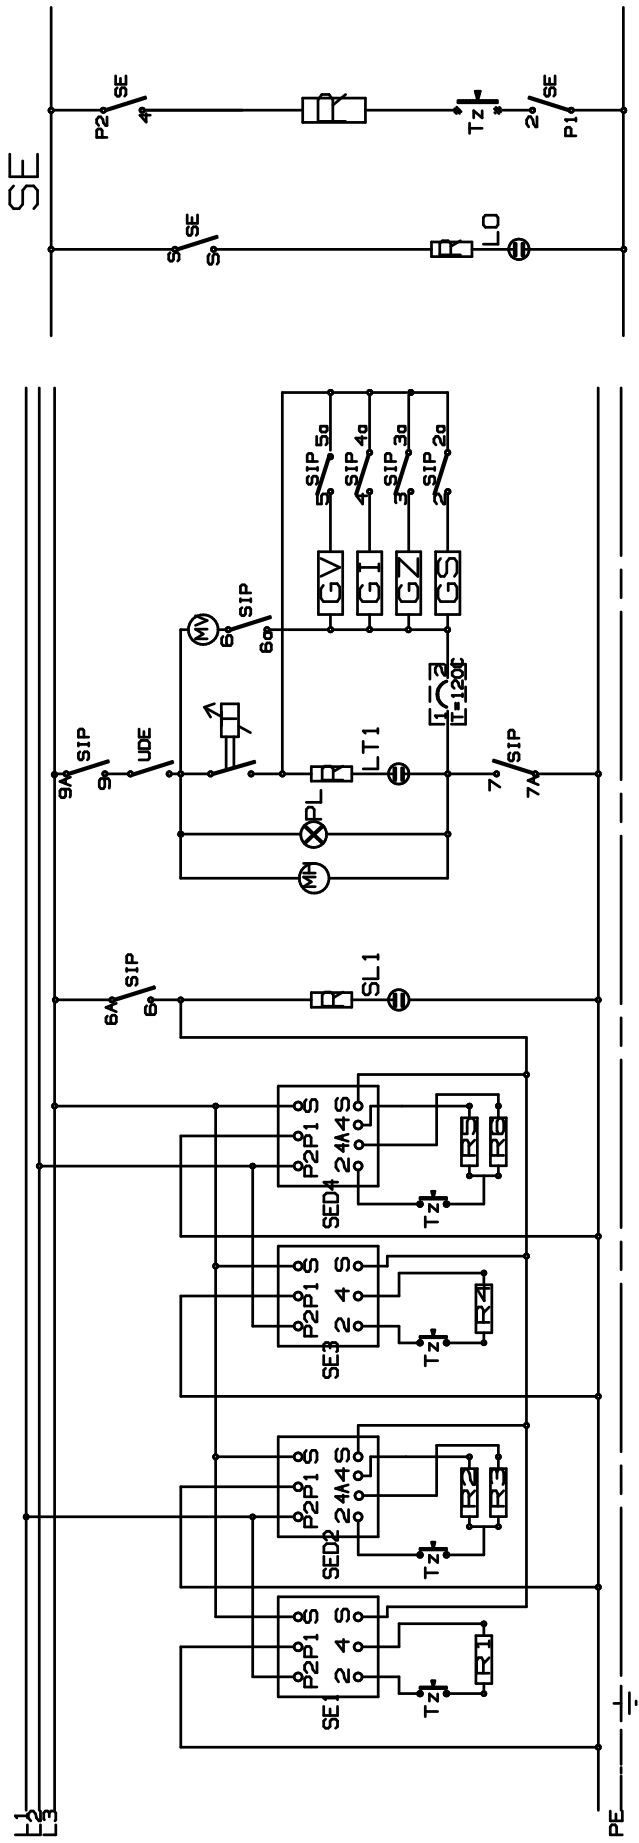 SE
P2
SE
4
Tz
2
SE
P1
S
SE
S
LO
SIP
5a
5
GV
SIP
4a
4
GI
SIP
3a
3
GZ
SIP
2a
2
GS
MV
6
SIP
6a
1
2
T=120C
9A
SIP
9
UDE
LT1
7
SIP
7A
PL
MH
6A
SIP
6
SL1
P2
P1
S
2
4A
4
S
SED4
Tz
R5
R6
P2
P1
S
2
4
S
SE3
Tz
R4
P2
P1
S
2
4A
4
S
SED2
Tz
R2
R3
P2
P1
S
2
4
S
SE1
Tz
R1
L1
L2
L3
PE